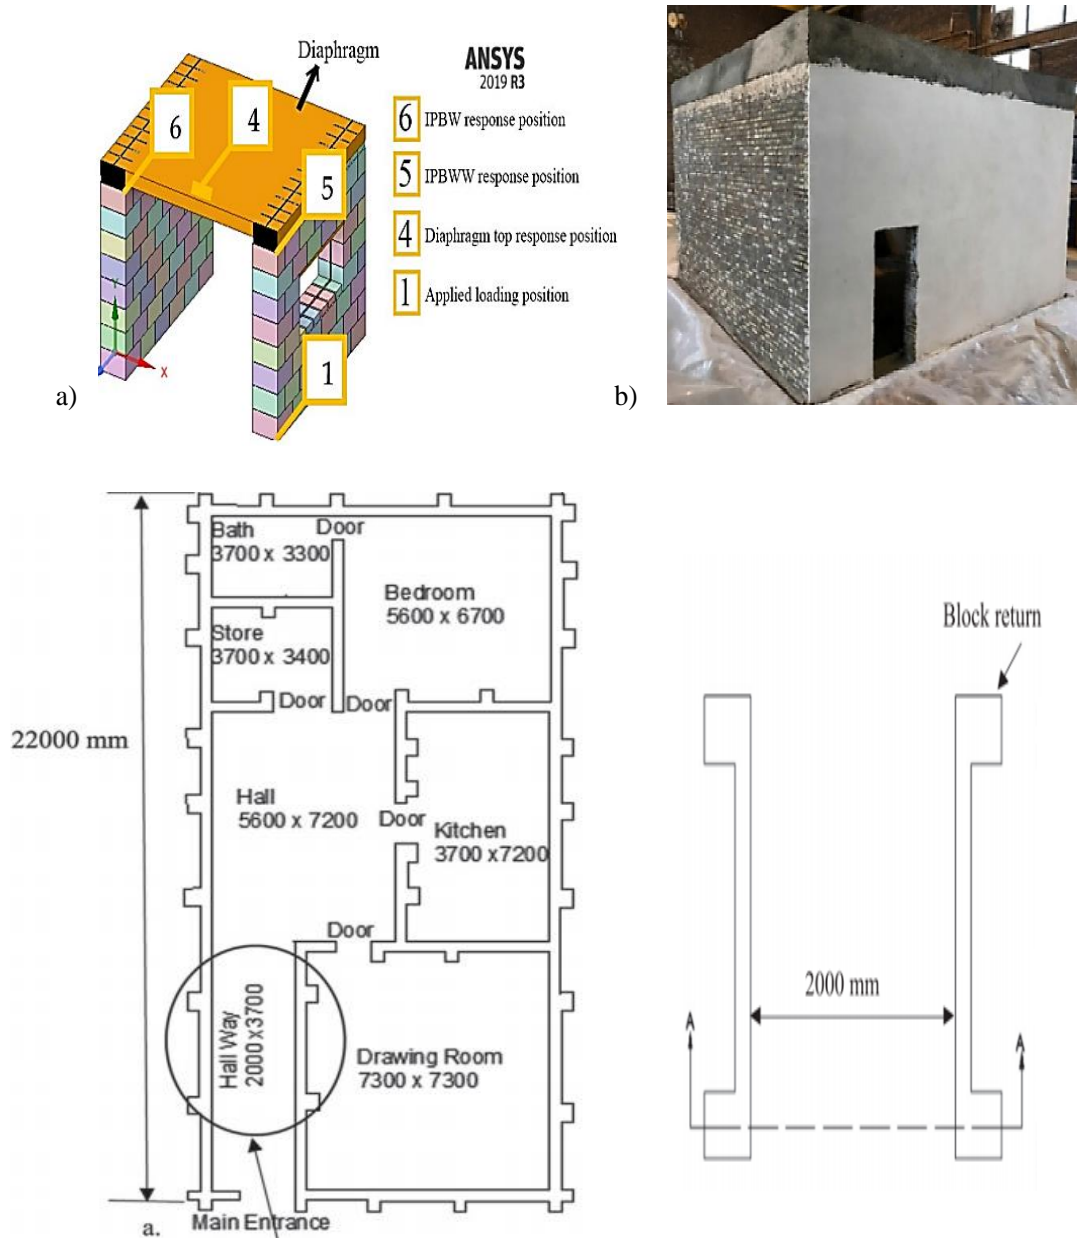 Diaphragm
ANSYS
2019 R3
6
4
5
1
6 IPBW response position
5 IPBWW response position
4 Diaphragm top response position
1 Applied loading position
Y
X
a)
b)
22000 mm
Bath
3700 x 3300
Door
Bedroom
5600 x 6700
Store
3700 x 3400
Door
Door
Hall
5600 x 7200
Door
Kitchen
3700 x7200
Door
Hall Way
2000 x3700
Drawing Room
7300 x 7300
a.
Main Entrance
Block return
2000 mm
A
A